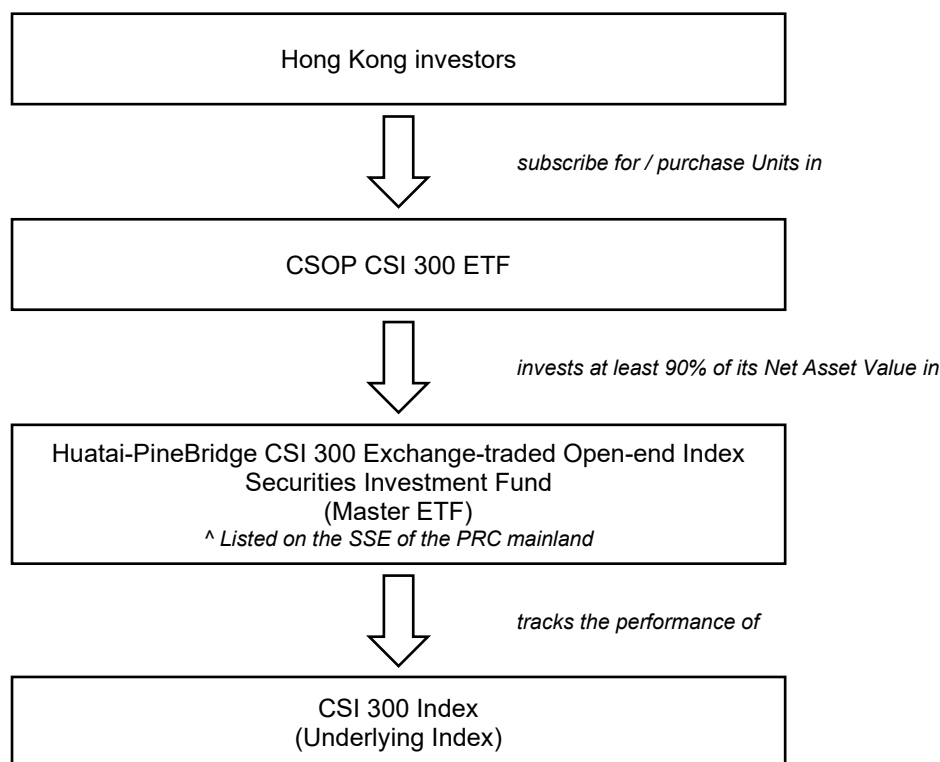 Hong Kong investors
subscribe for / purchase Units in
CSOP CSI 300 ETF
invests at least 90% of its Net Asset Value in
Huatai-PineBridge CSI 300 Exchange-traded Open-end Index
Securities Investment Fund
(Master ETF)
^ Listed on the SSE of the PRC mainland
tracks the performance of
CSI 300 Index
(Underlying Index)